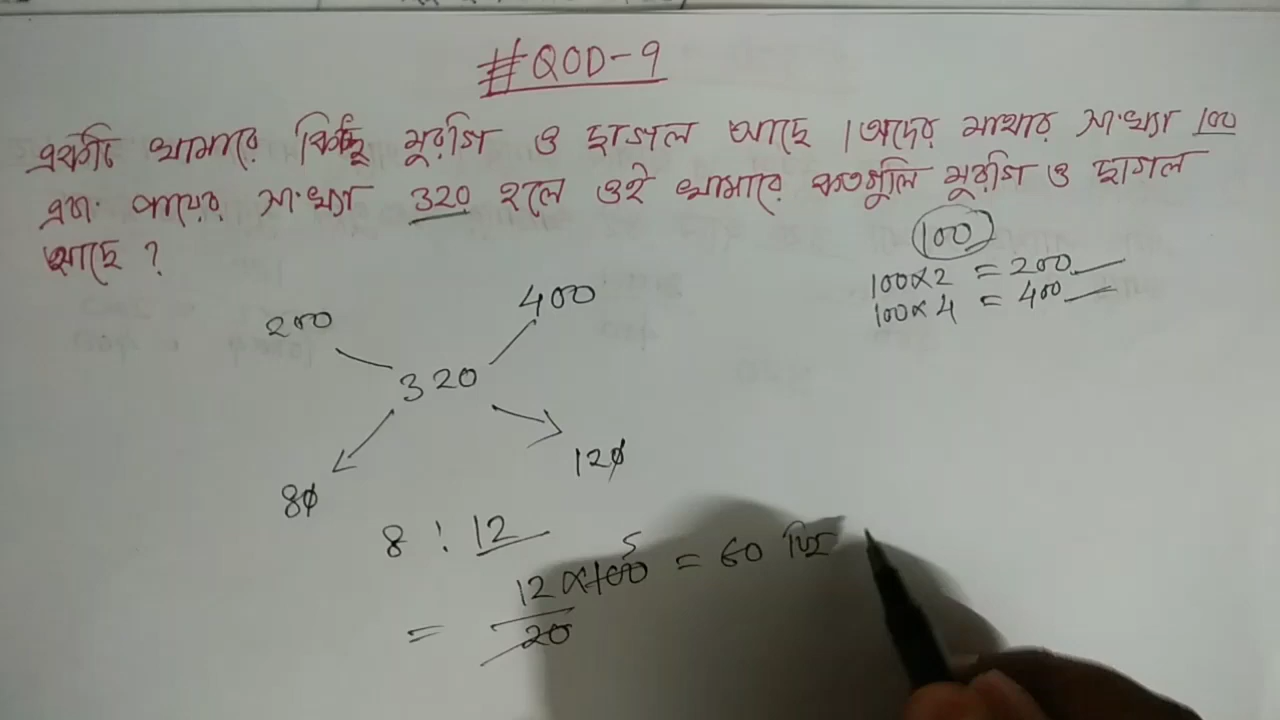 #QOD-9
একটি খামারে কিছু মুরগি ও ছাগল আছে । তাদের মাথার সংখ্যা 100
এবং পায়ের সংখ্যা 320 হলে ওই খামারে কতগুলি মুরগি ও ছাগল
আছে ?
100
100×2 = 200
100×4 = 400
200 400
320
80 120
8 : 12
5
= 12×100 = 60 টি
20